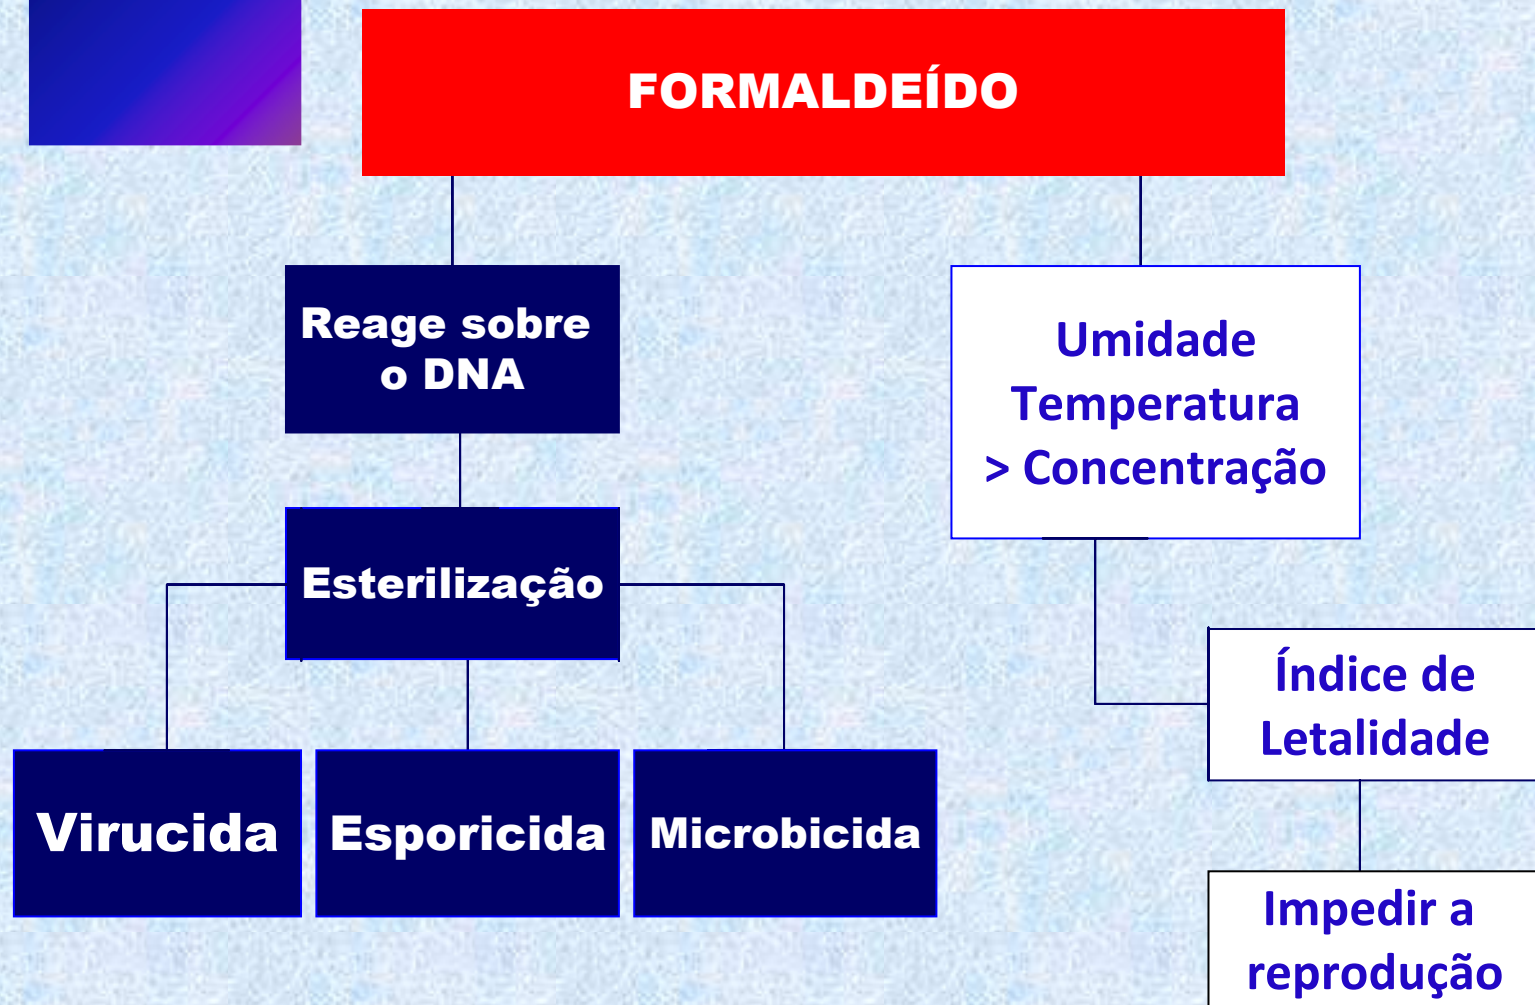 FORMALDEÍDO
Reage sobre
o DNA
Esterilização
Virucida
Esporicida
Microbicida
Umidade
Temperatura
> Concentração
Índice de
Letalidade
Impedir a
reprodução